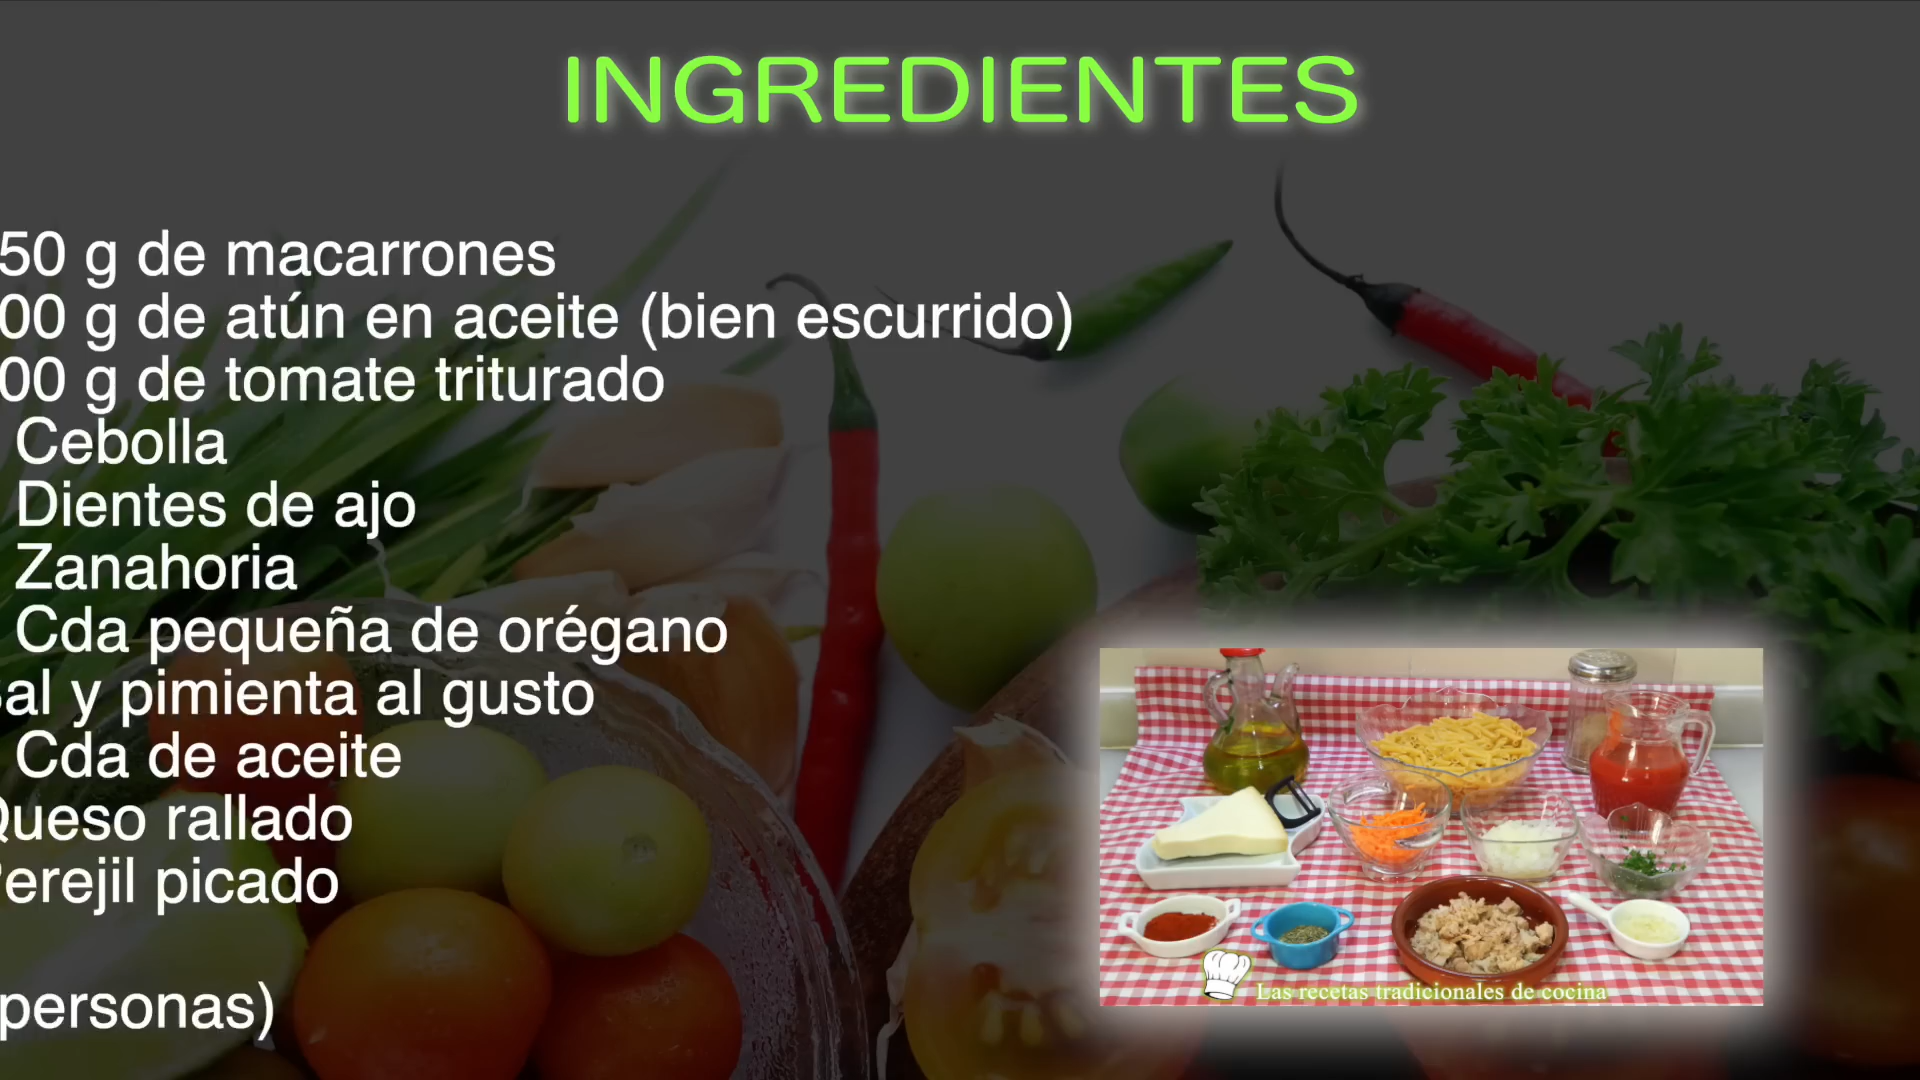 INGREDIENTES
50 g de macarrones
00 g de atún en aceite (bien escurrido)
00 g de tomate triturado
Cebolla
Dientes de ajo
Zanahoria
Cda pequeña de orégano
al y pimienta al gusto
Cda de aceite
Queso rallado
Perejil picado
personas)
Las recetas tradicionales de cocina